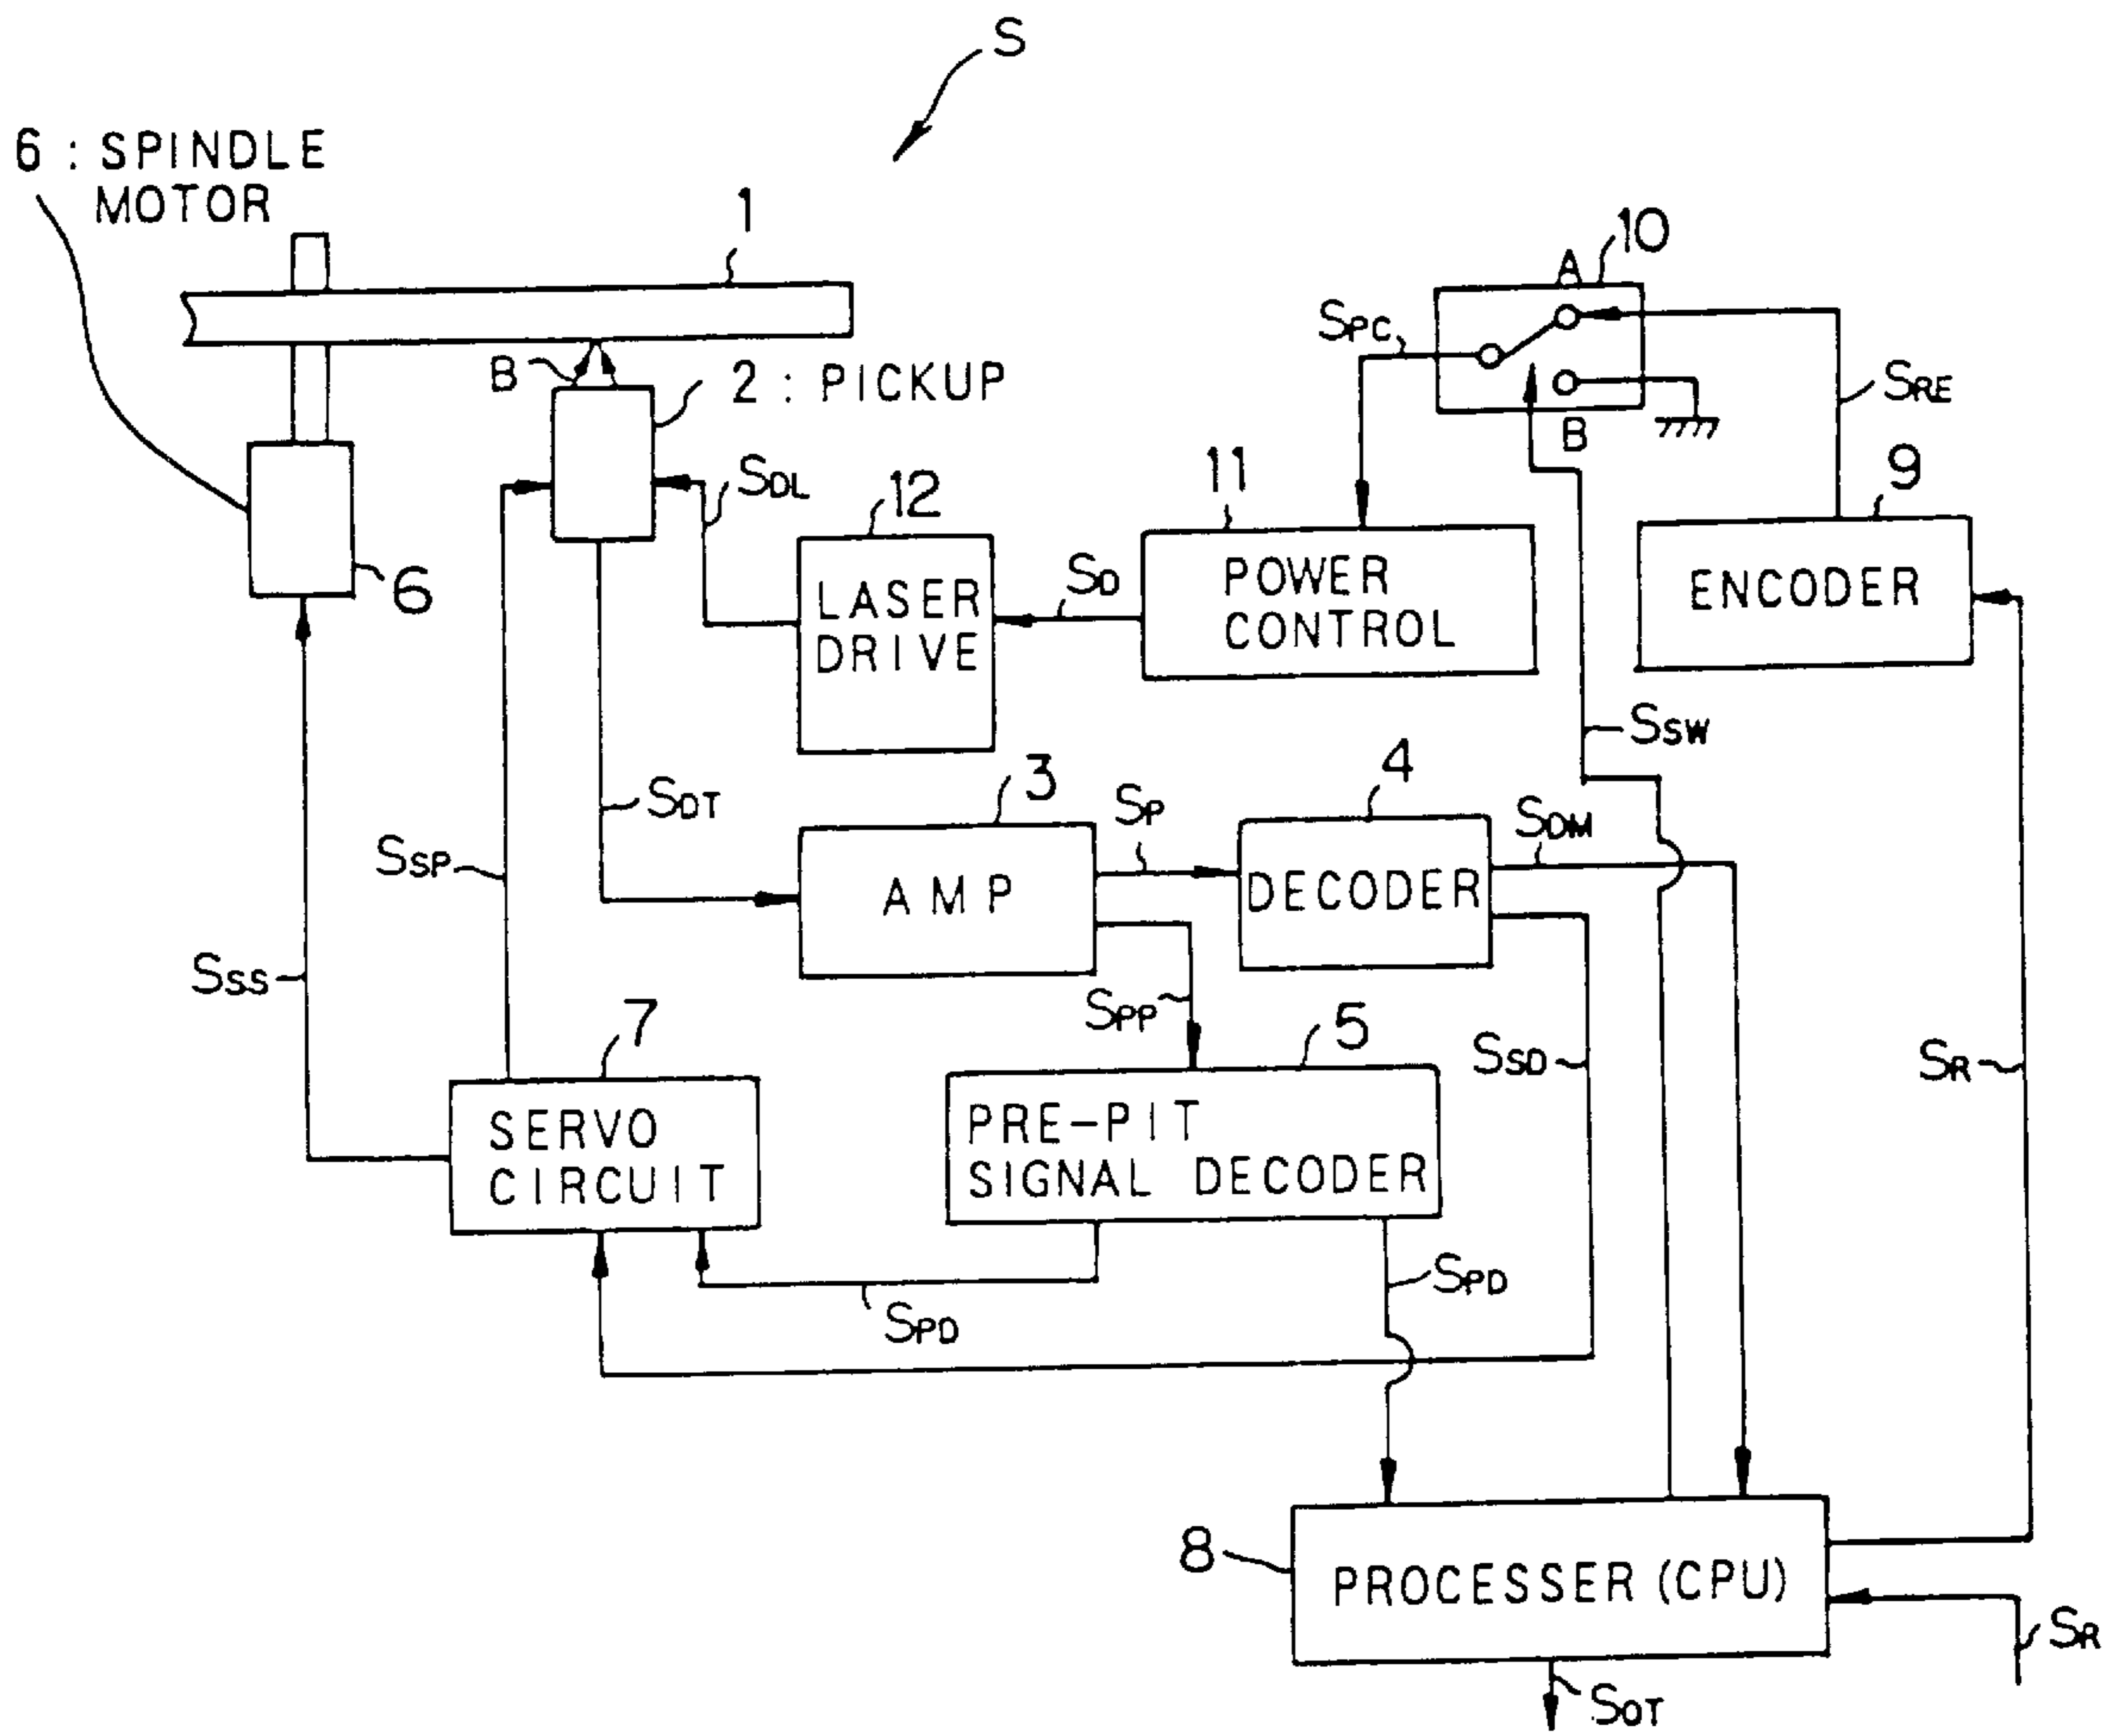 S
6 : SPINDLE
MOTOR
1
10
A
SPC
B
2 : PICKUP
SRE
B
SDL
12
11
9
6
LASER
DRIVE
SD
POWER
CONTROL
ENCODER
SSW
SDT
3
SP
4
SDM
SSP
AMP
DECODER
SSS
7
SPP
5
SSD
SR
SERVO
CIRCUIT
PRE-PIT
SIGNAL DECODER
SPD
SPD
8
PROCESSER (CPU)
SR
SOT